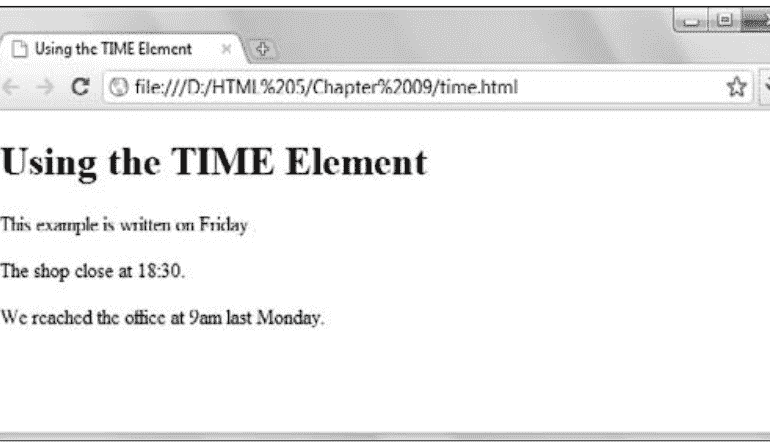 Using the TIME Element
file:///D:/HTML%205/Chapter%2009/time.html
Using the TIME Element
This example is written on Friday
The shop close at 18:30.
We reached the office at 9am last Monday.